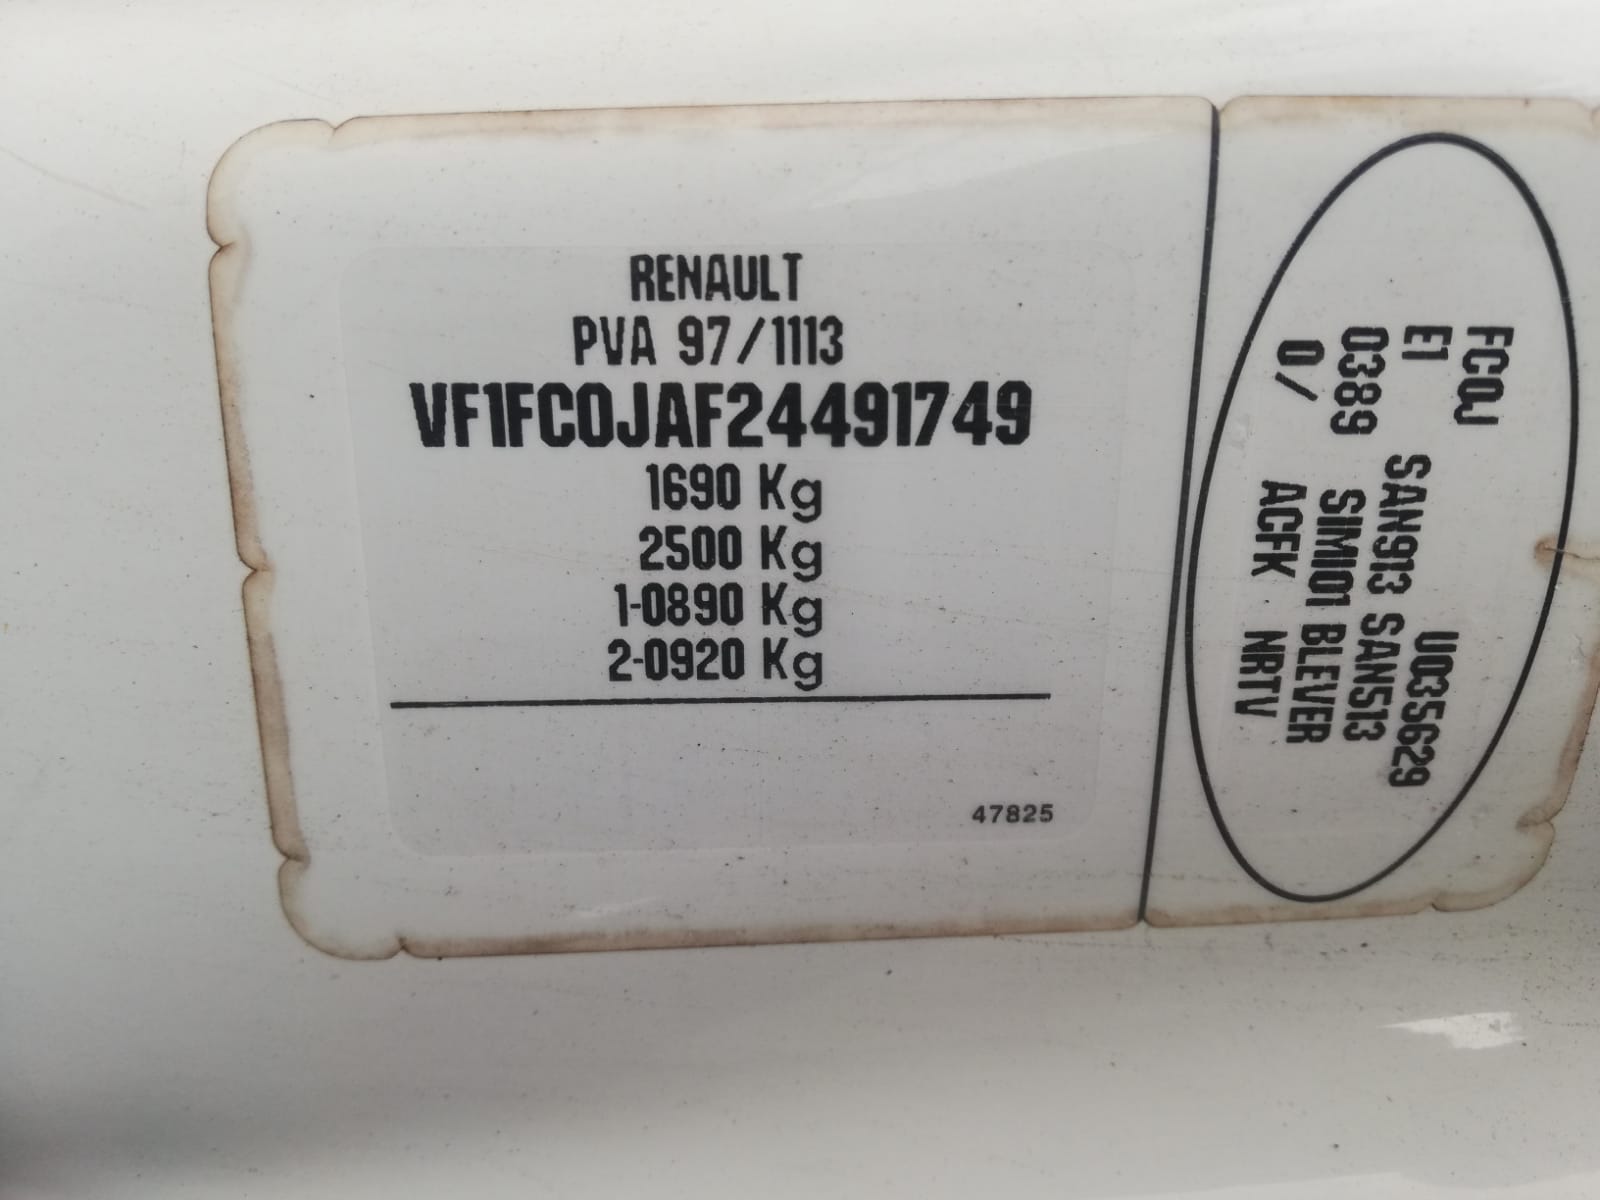 RENAULT
PVA 97/1113
VF1FC0JAF24491749
1690 Kg
2500 Kg
1-0890 Kg
2-0920 Kg
47825
FC0J U035629
E1 SAN913 SAN513
0389 SIMI01 BLEVER
0/ ACFK NRTV